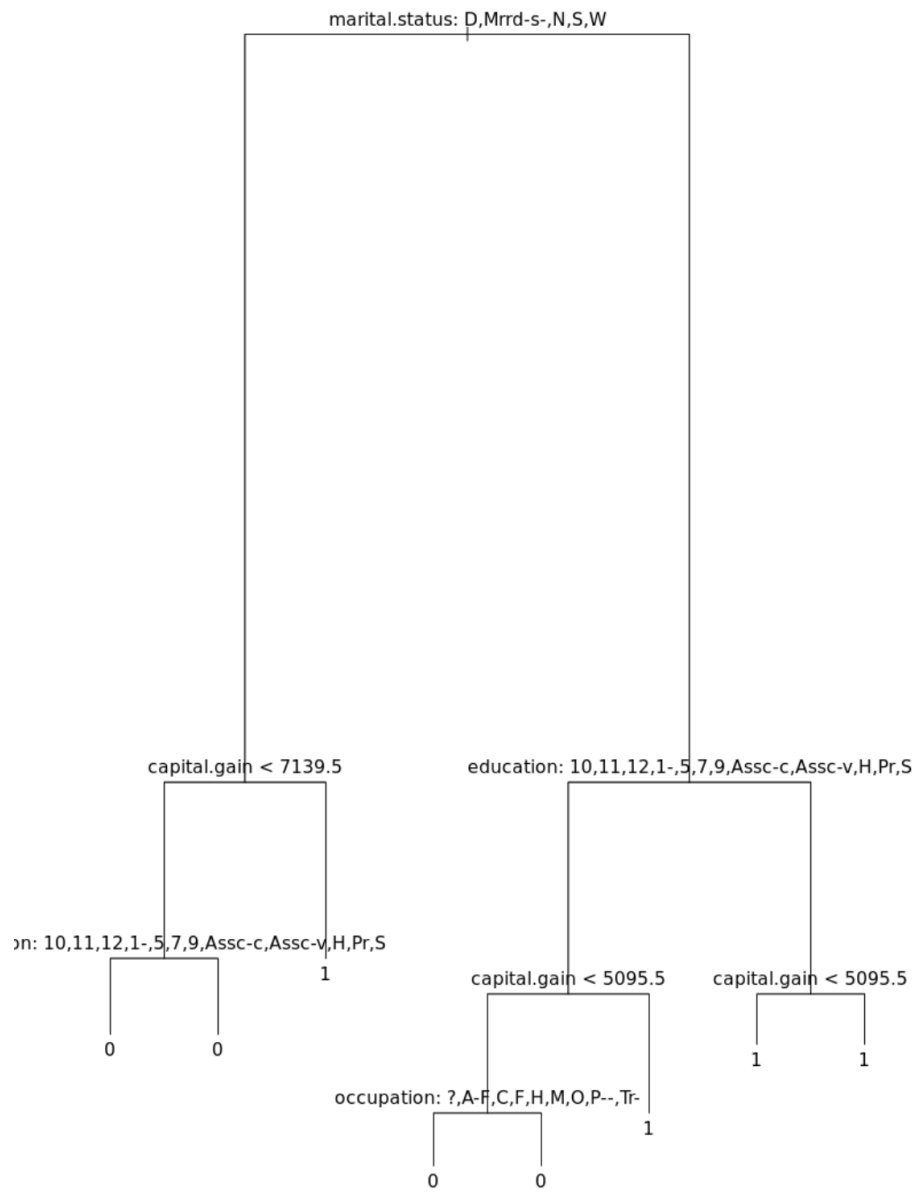 marital.status: D,Mrrd-s-,N,S,W
capital.gain < 7139.5
education: 10,11,12,1-,5,7,9,Assc-c,Assc-v,H,Pr,S
on: 10,11,12,1-,5,7,9,Assc-c,Assc-v,H,Pr,S
1
capital.gain < 5095.5
capital.gain < 5095.5
0
0
1
1
occupation: ?,A-F,C,F,H,M,O,P--,Tr-
1
0
0